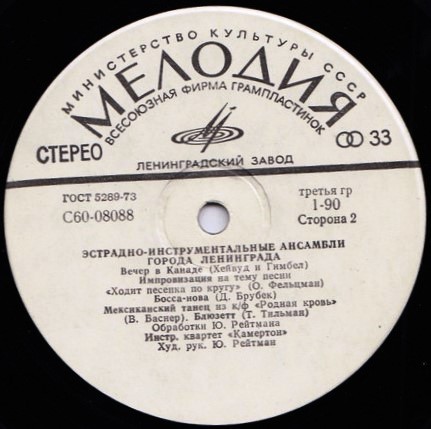 МИНИСТЕРСТВО КУЛЬТУРЫ СССР
МЕЛОДИЯ
ВСЕСОЮЗНАЯ ФИРМА ГРАМПЛАСТИНОК
СТЕРЕО
33
ЛЕНИНГРАДСКИЙ ЗАВОД
ГОСТ 5289-73
С60-08088
третья гр
1-90
Сторона 2
ЭСТРАДНО-ИНСТРУМЕНТАЛЬНЫЕ АНСАМБЛИ
ГОРОДА ЛЕНИНГРАДА
Вечер в Канаде (Хейвуд и Гимбол)
Импровизация на тему песни
«Ходит песенка по кругу» (О. Фельцман)
Босса-нова (Д. Брубек)
Мексиканский танец из к/ф «Родная кровь»
(В. Баснер). Блюзетт (Т. Тильман)
Обработки Ю. Рейтмана
Инстр. квартет «Камертон»
Худ. рук. Ю. Рейтман